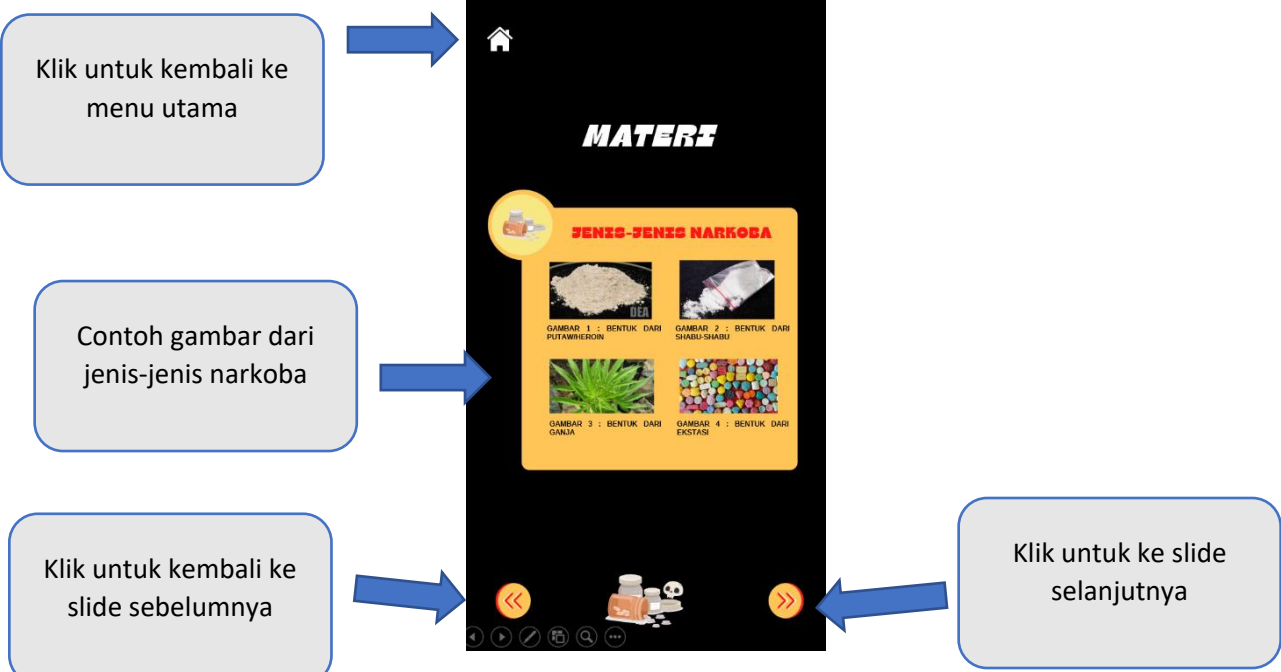 Klik untuk kembali ke
menu utama
MATERI
JENIS-JENIS NARKOBA
DEA
GAMBAR 1 : BENTUK DARI
PUTAW/HEROIN
GAMBAR 2 : BENTUK DARI
SHABU-SHABU
Contoh gambar dari
jenis-jenis narkoba
GAMBAR 3 : BENTUK DARI
GANJA
GAMBAR 4 : BENTUK DARI
EKSTASI
Klik untuk kembali ke
slide sebelumnya
Klik untuk ke slide
selanjutnya